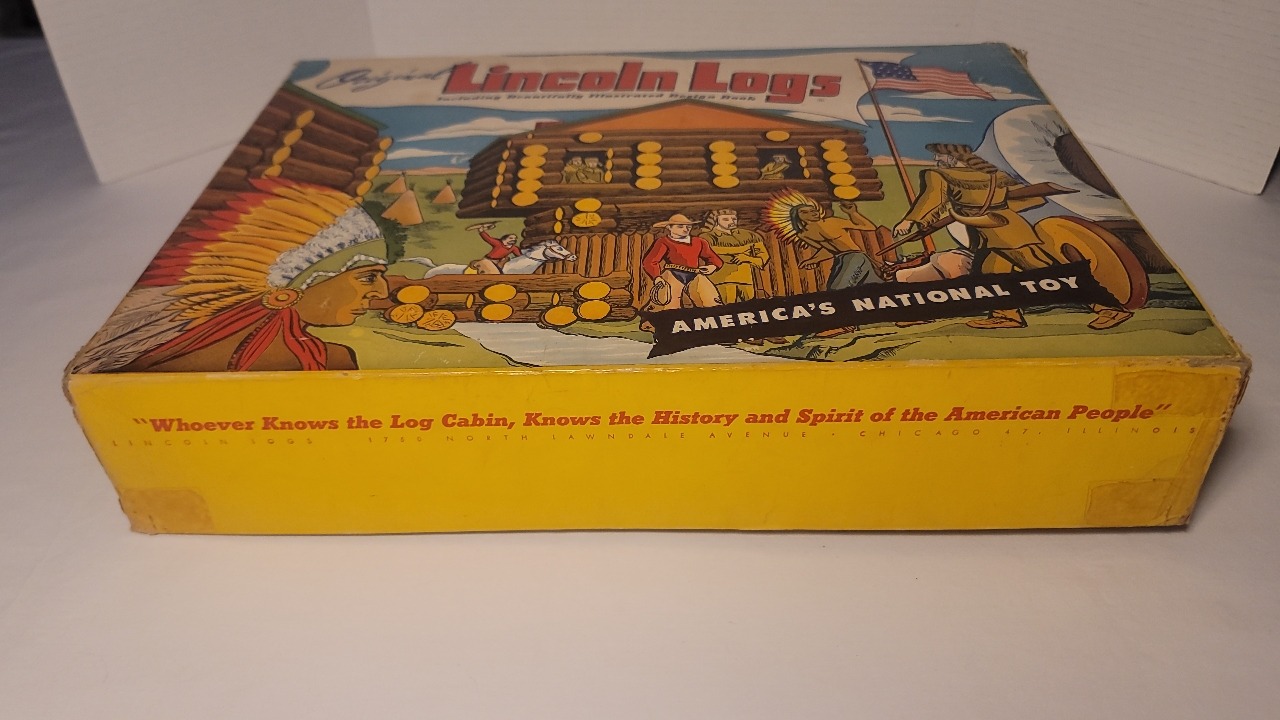 Original Lincoln Logs
Including Beautifully Illustrated Design Book
AMERICA'S NATIONAL TOY
"Whoever Knows the Log Cabin, Knows the History and Spirit of the American People"
LINCOLN LOGS 1750 NORTH LAWNDALE AVENUE • CHICAGO 47, ILLINOIS